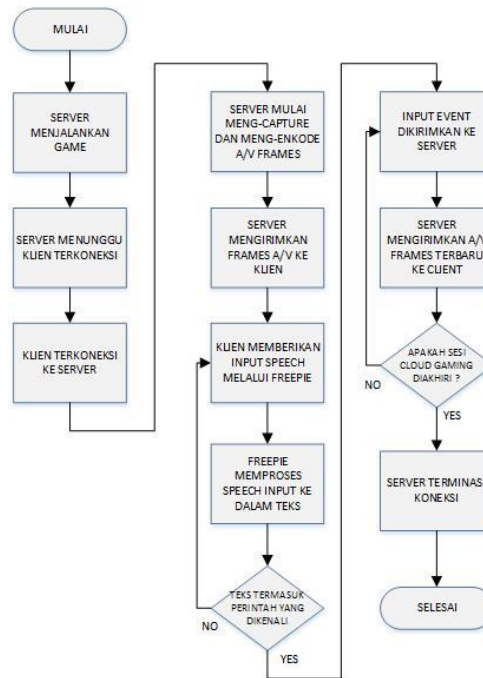 MULAI
SERVER
MENJALANKAN
GAME
SERVER MENUNGGU
KLIEN TERKONEKSI
KLIEN TERKONEKSI
KE SERVER
SERVER MULAI
MENG-CAPTURE
DAN MENG-ENKODE
A/V FRAMES
SERVER
MENGIRIMKAN
FRAMES A/V KE
KLIEN
KLIEN MEMBERIKAN
INPUT SPEECH
MELALUI FREEPIE
FREEPIE
MEMPROSES
SPEECH INPUT KE
DALAM TEKS
TEKS TERMASUK
PERINTAH YANG
DIKENALI
NO
YES
INPUT EVENT
DIKIRIMKAN KE
SERVER
SERVER
MENGIRIMKAN A/V
FRAMES TERBARU
KE CLIENT
APAKAH SESI
CLOUD GAMING
DIAKHIRI ?
NO
YES
SERVER TERMINASI
KONEKSI
SELESAI